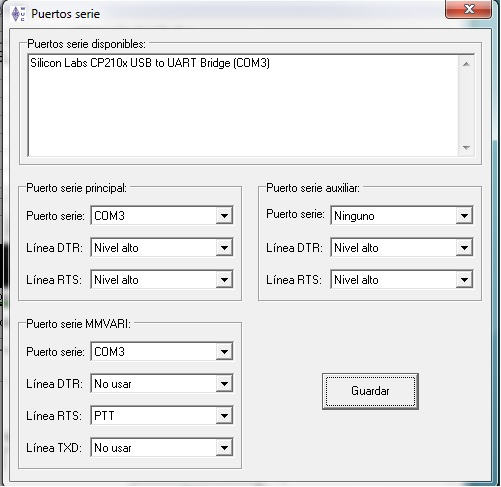 Puertos serie
Puertos serie disponibles:
Silicon Labs CP210x USB to UART Bridge (COM3)
Puerto serie principal:
Puerto serie: COM3
Línea DTR: Nivel alto
Línea RTS: Nivel alto
Puerto serie auxiliar:
Puerto serie: Ninguno
Línea DTR: Nivel alto
Línea RTS: Nivel alto
Puerto serie MMVARI:
Puerto serie: COM3
Línea DTR: No usar
Línea RTS: PTT
Línea TXD: No usar
Guardar